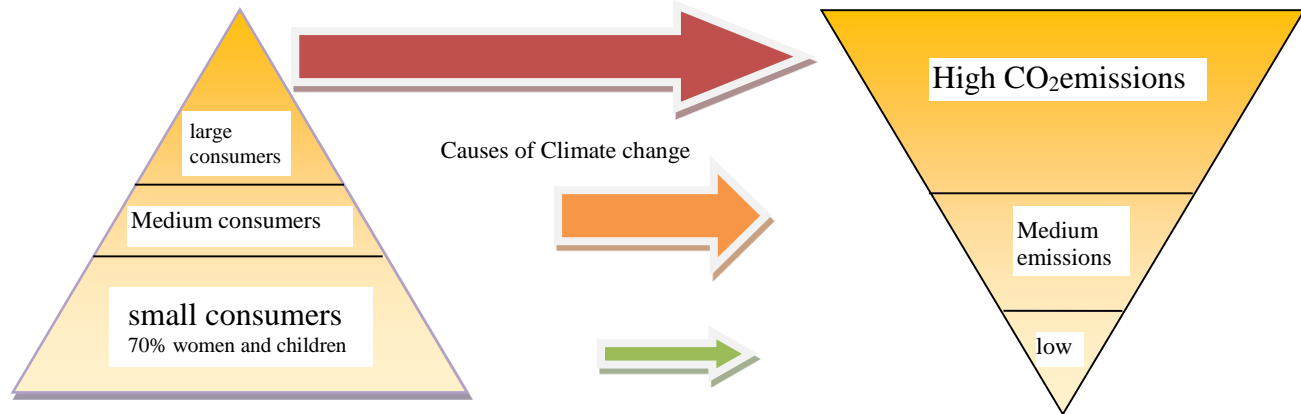 large
consumers
Medium consumers
small consumers
70% women and children
Causes of Climate change
High CO₂emissions
Medium
emissions
low